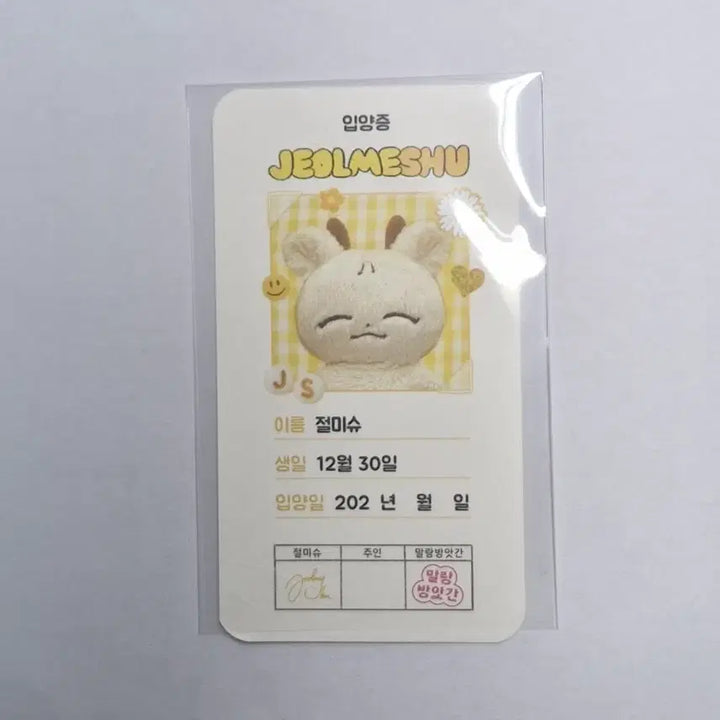 입양증
JEOLMESHU
J S
이름 절미슈
생일 12월 30일
입양일 202 년 월 일
절미슈 주인 말랑방앗간
말랑
방앗간